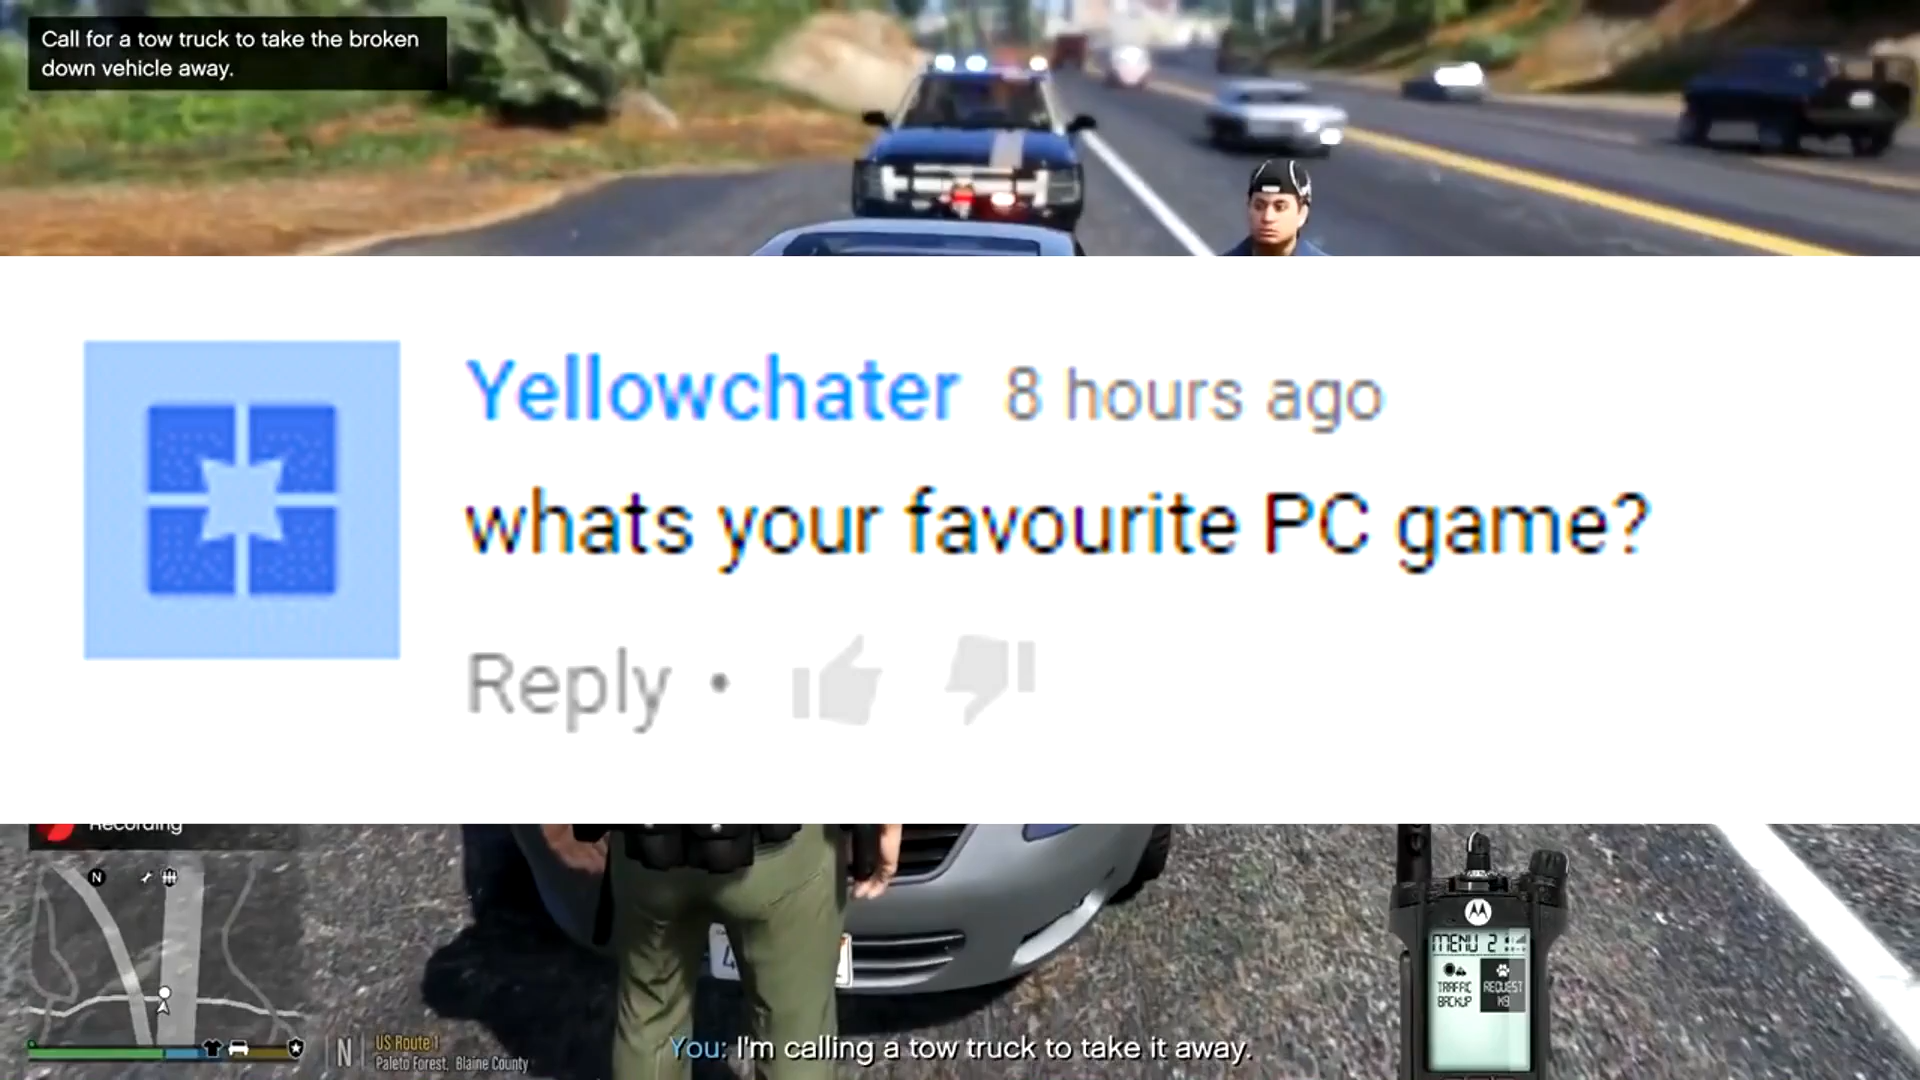 Call for a tow truck to take the broken
down vehicle away.
Yellowchater 8 hours ago
whats your favourite PC game?
Reply •
Recording
N
MENU 2
TRAFFIC BACKUP
REQUEST K9
N
US Route 1
Paleto Forest, Blaine County
You: I'm calling a tow truck to take it away.